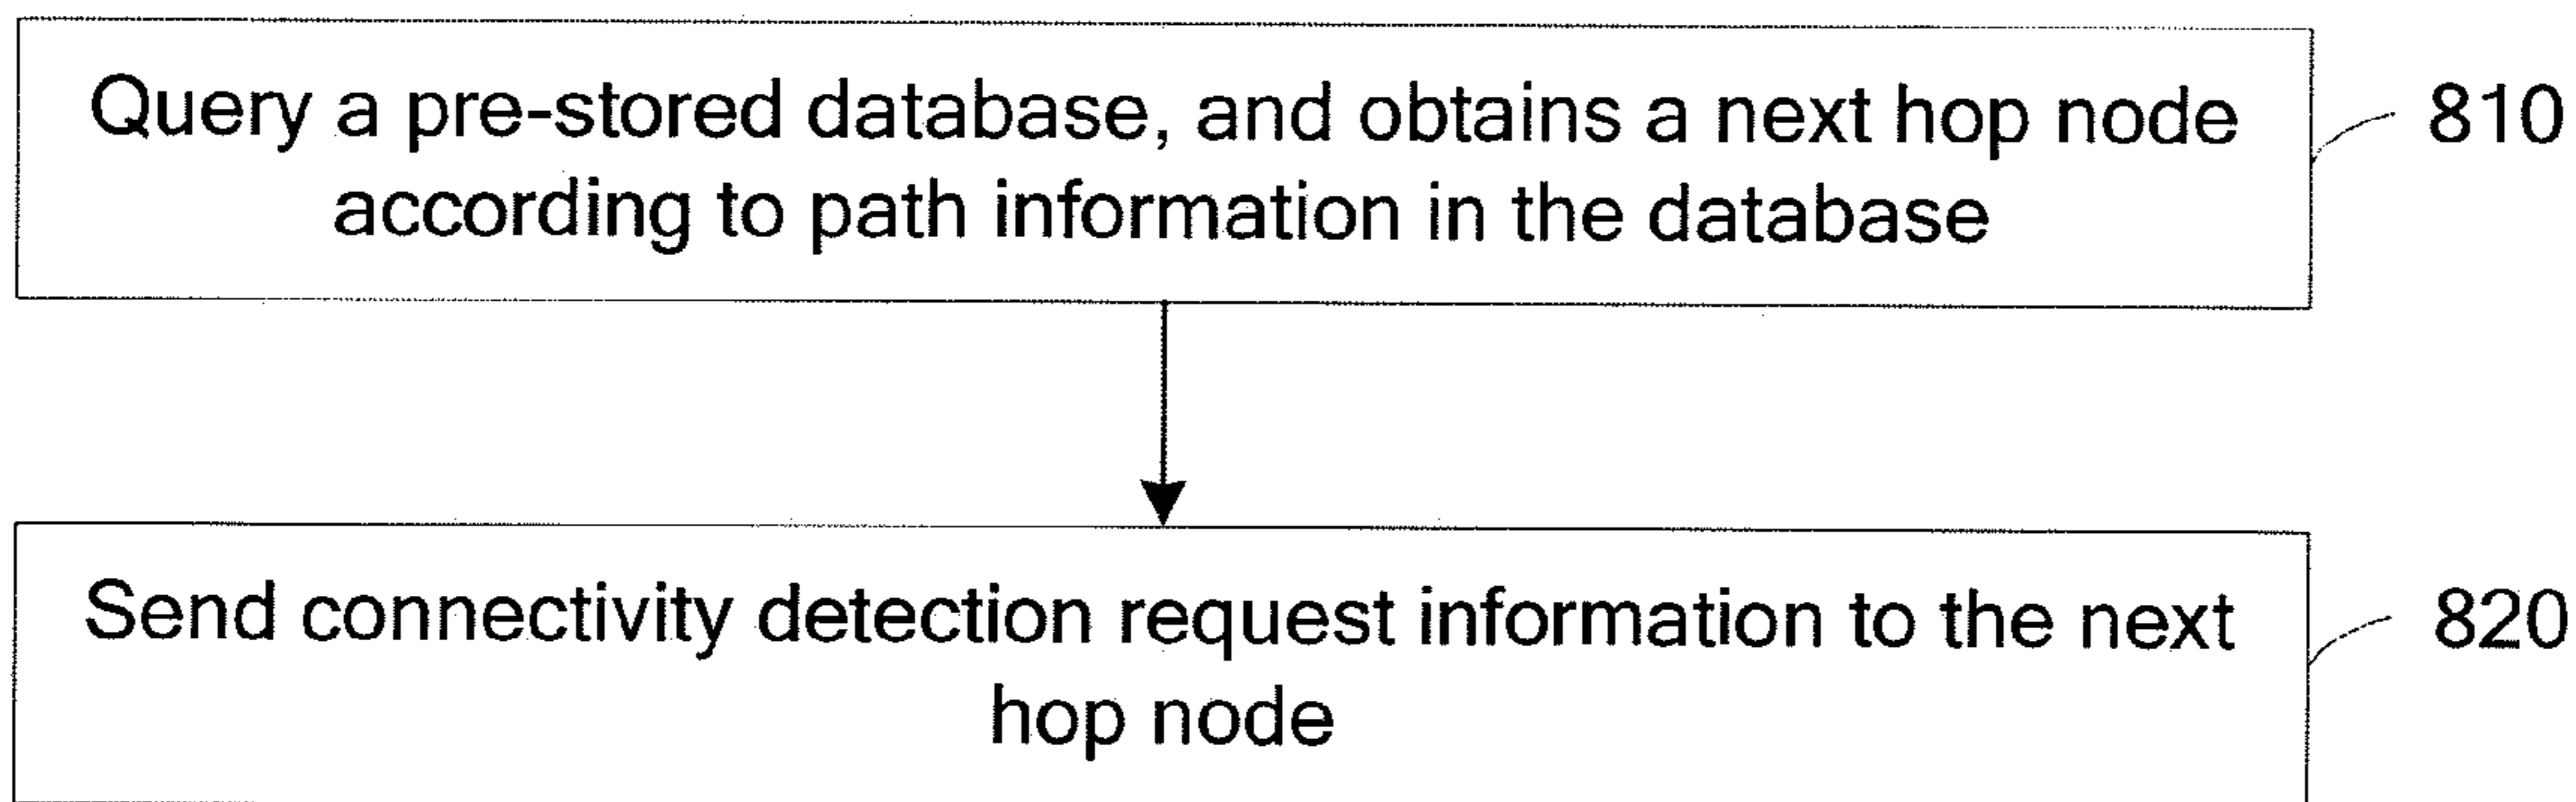 Query a pre-stored database, and obtains a next hop node
according to path information in the database
810
Send connectivity detection request information to the next
hop node
820